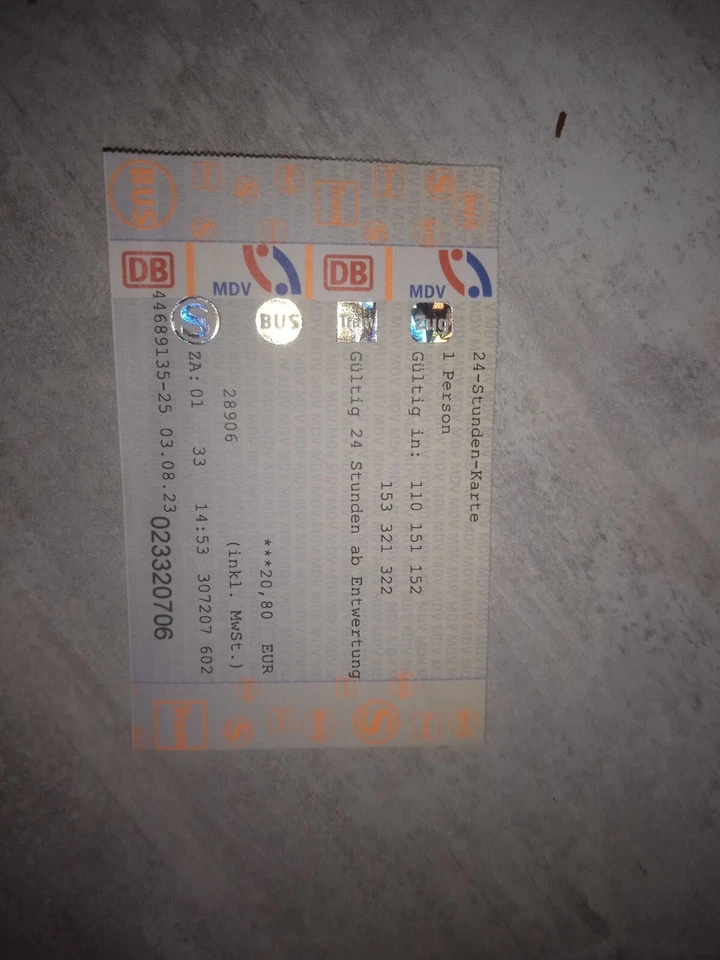 24-Stunden-Karte
1 Person
Gültig in: 110 151 152
153 321 322
Gültig 24 Stunden ab Entwertung
***20,80 EUR
28906 (inkl. MwSt.)
ZA: 01 33 14:53 307207 602
44689135-25 03.08.23 023320706
Zug
MDV
Tram
DB
BUS
MDV
S
DB
BUS